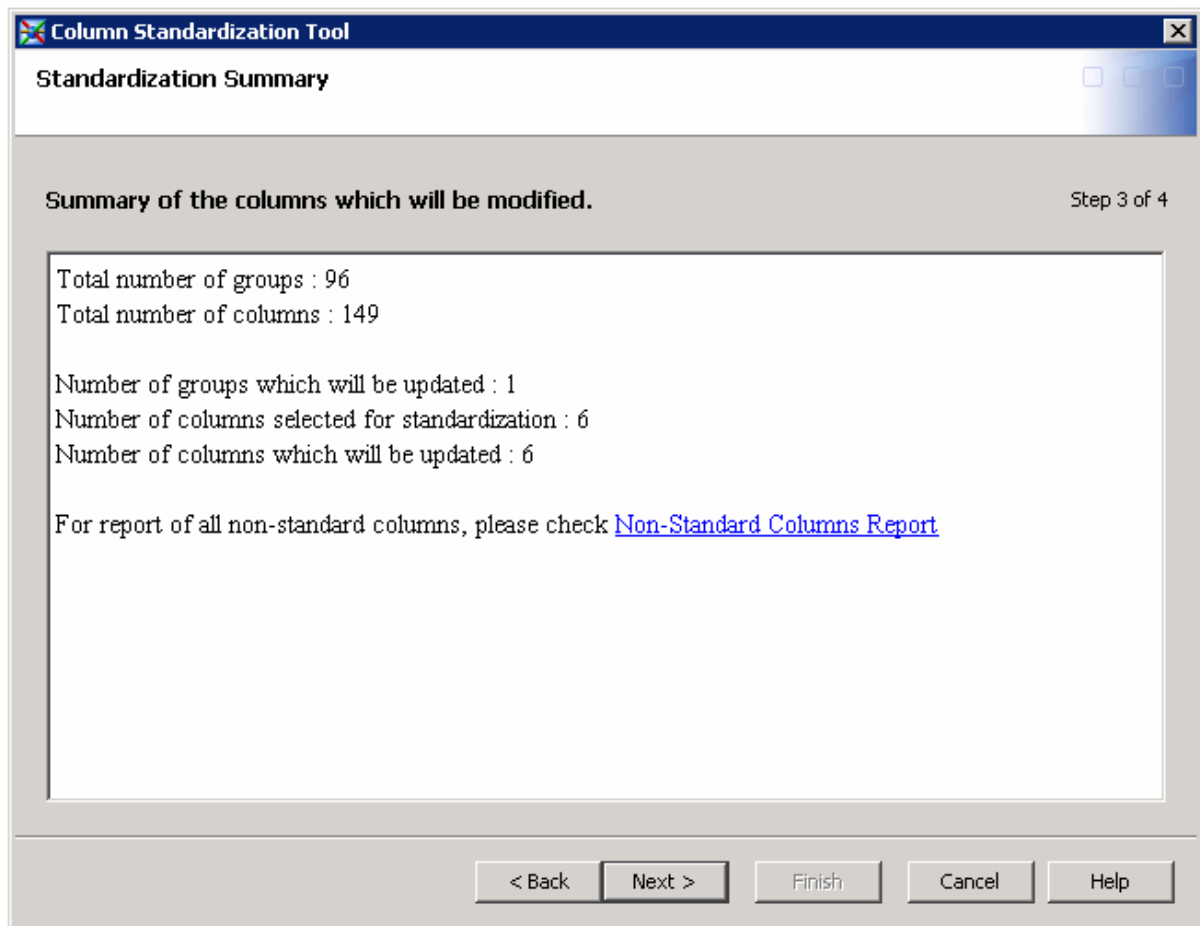 Column Standardization Tool
Standardization Summary
Summary of the columns which will be modified.
Step 3 of 4
Total number of groups : 96
Total number of columns : 149
Number of groups which will be updated : 1
Number of columns selected for standardization : 6
Number of columns which will be updated : 6
For report of all non-standard columns, please check Non-Standard Columns Report
< Back
Next >
Finish
Cancel
Help